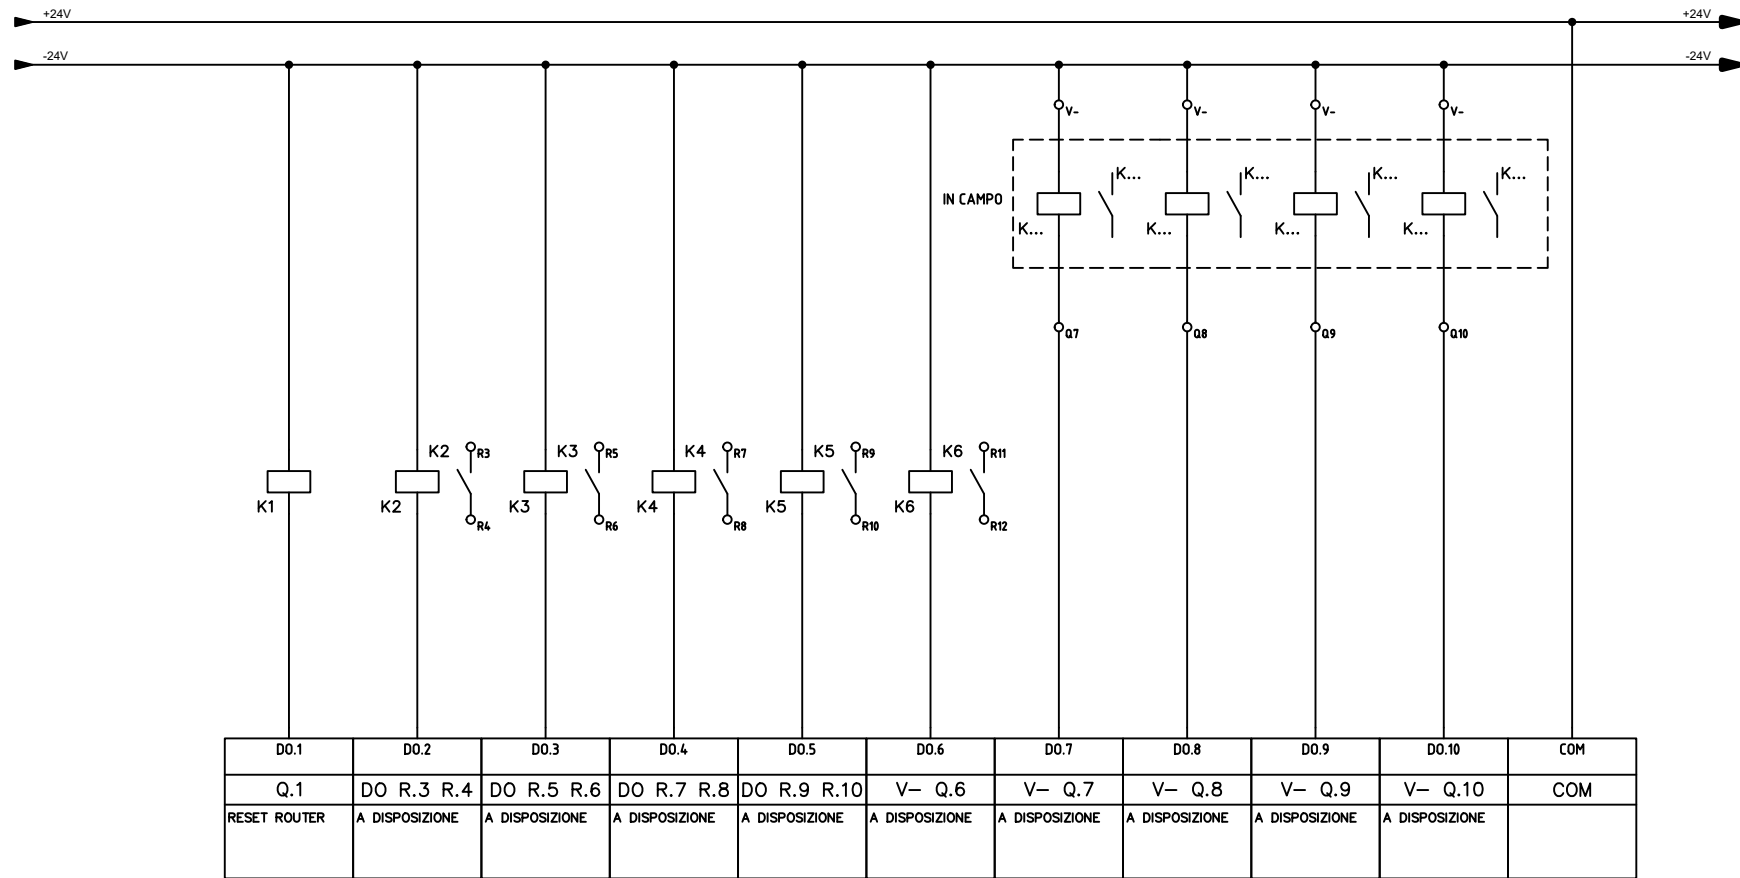 +24V +24V
-24V -24V
V- V- V- V-
K... K... K... K...
IN CAMPO
K... K... K... K...
Q.7 Q.8 Q.9 Q.10
K2 R3 K3 R5 K4 R7 K5 R9 K6 R11
K1 K2 K3 K4 K5 K6
R4 R6 R8 R10 R12
DO.1 DO.2 DO.3 DO.4 DO.5 DO.6 DO.7 DO.8 DO.9 DO.10 COM
Q.1 DO R.3 R.4 DO R.5 R.6 DO R.7 R.8 DO R.9 R.10 V- Q.6 V- Q.7 V- Q.8 V- Q.9 V- Q.10 COM
RESET ROUTER A DISPOSIZIONE A DISPOSIZIONE A DISPOSIZIONE A DISPOSIZIONE A DISPOSIZIONE A DISPOSIZIONE A DISPOSIZIONE A DISPOSIZIONE A DISPOSIZIONE